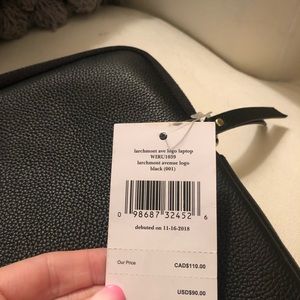 larchmont ave logo laptop
WIRU1039
larchmont avenue logo
black (001)
0 98687 32452 6
debuted on 11-16-2018
Our Price
CAD$110.00
USD$90.00